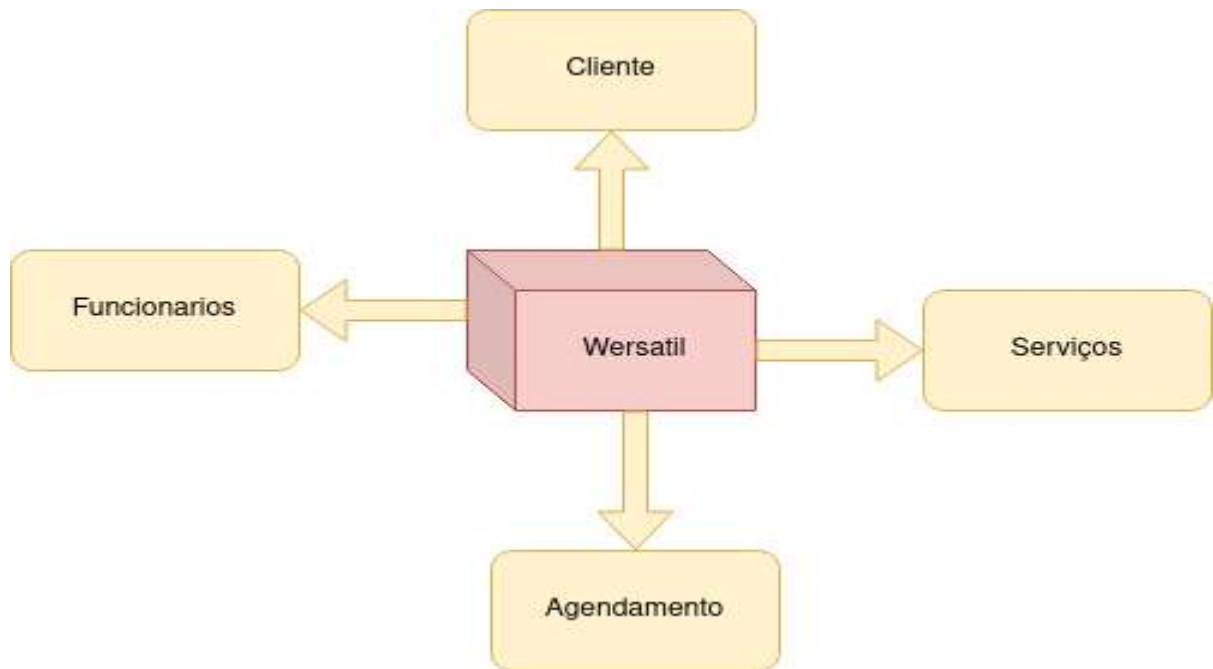 Cliente
Funcionarios
Wersatil
Serviços
Agendamento